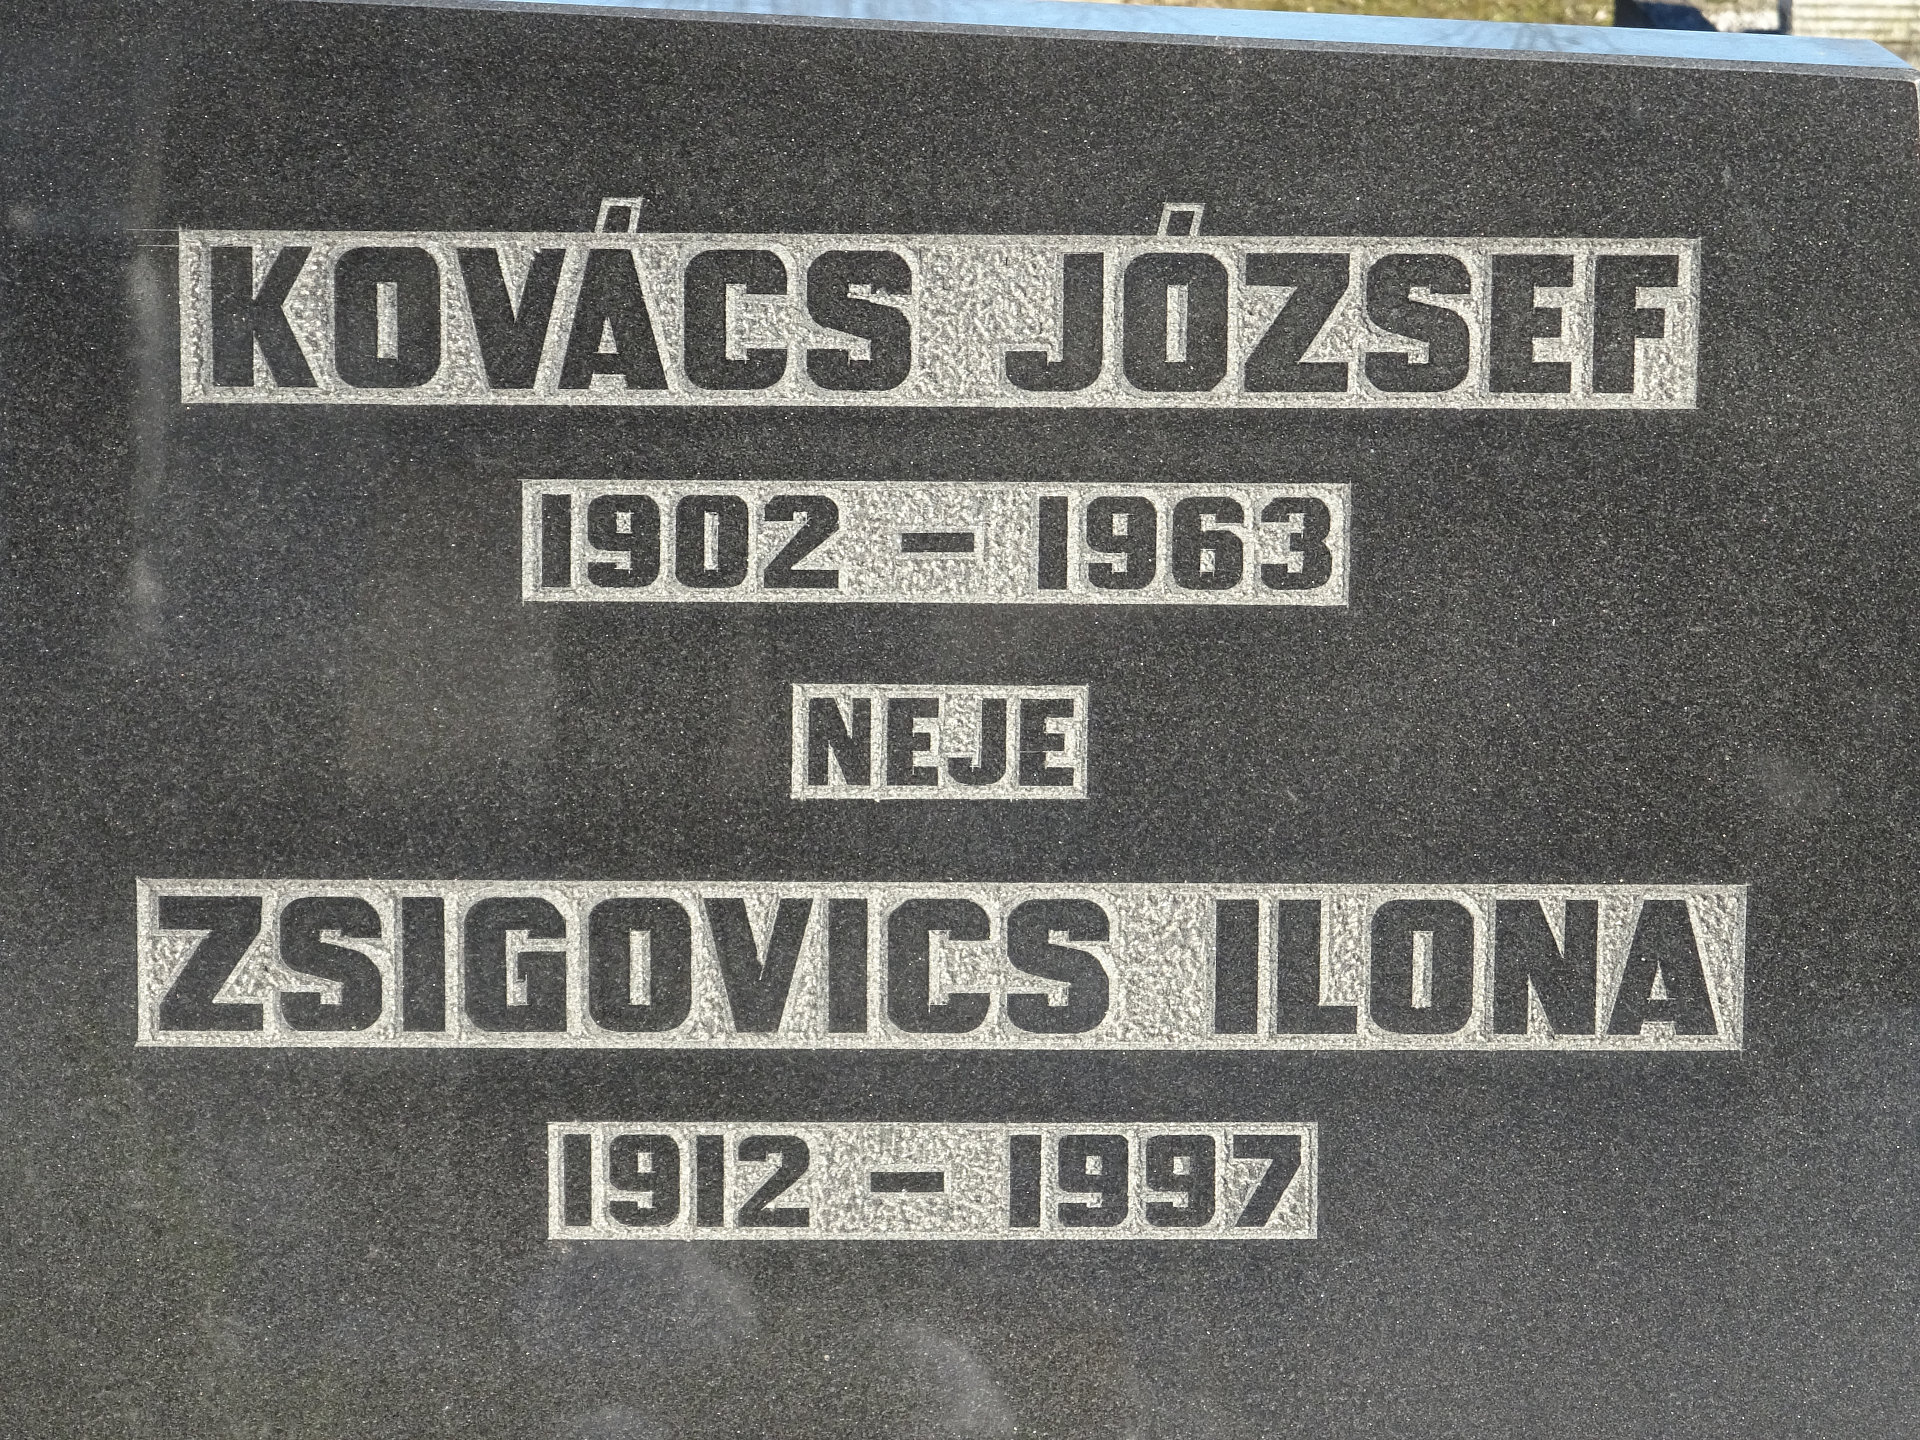 KOVÁCS JÓZSEF
1902 - 1963
NEJE
ZSIGOVICS ILONA
1912 - 1997